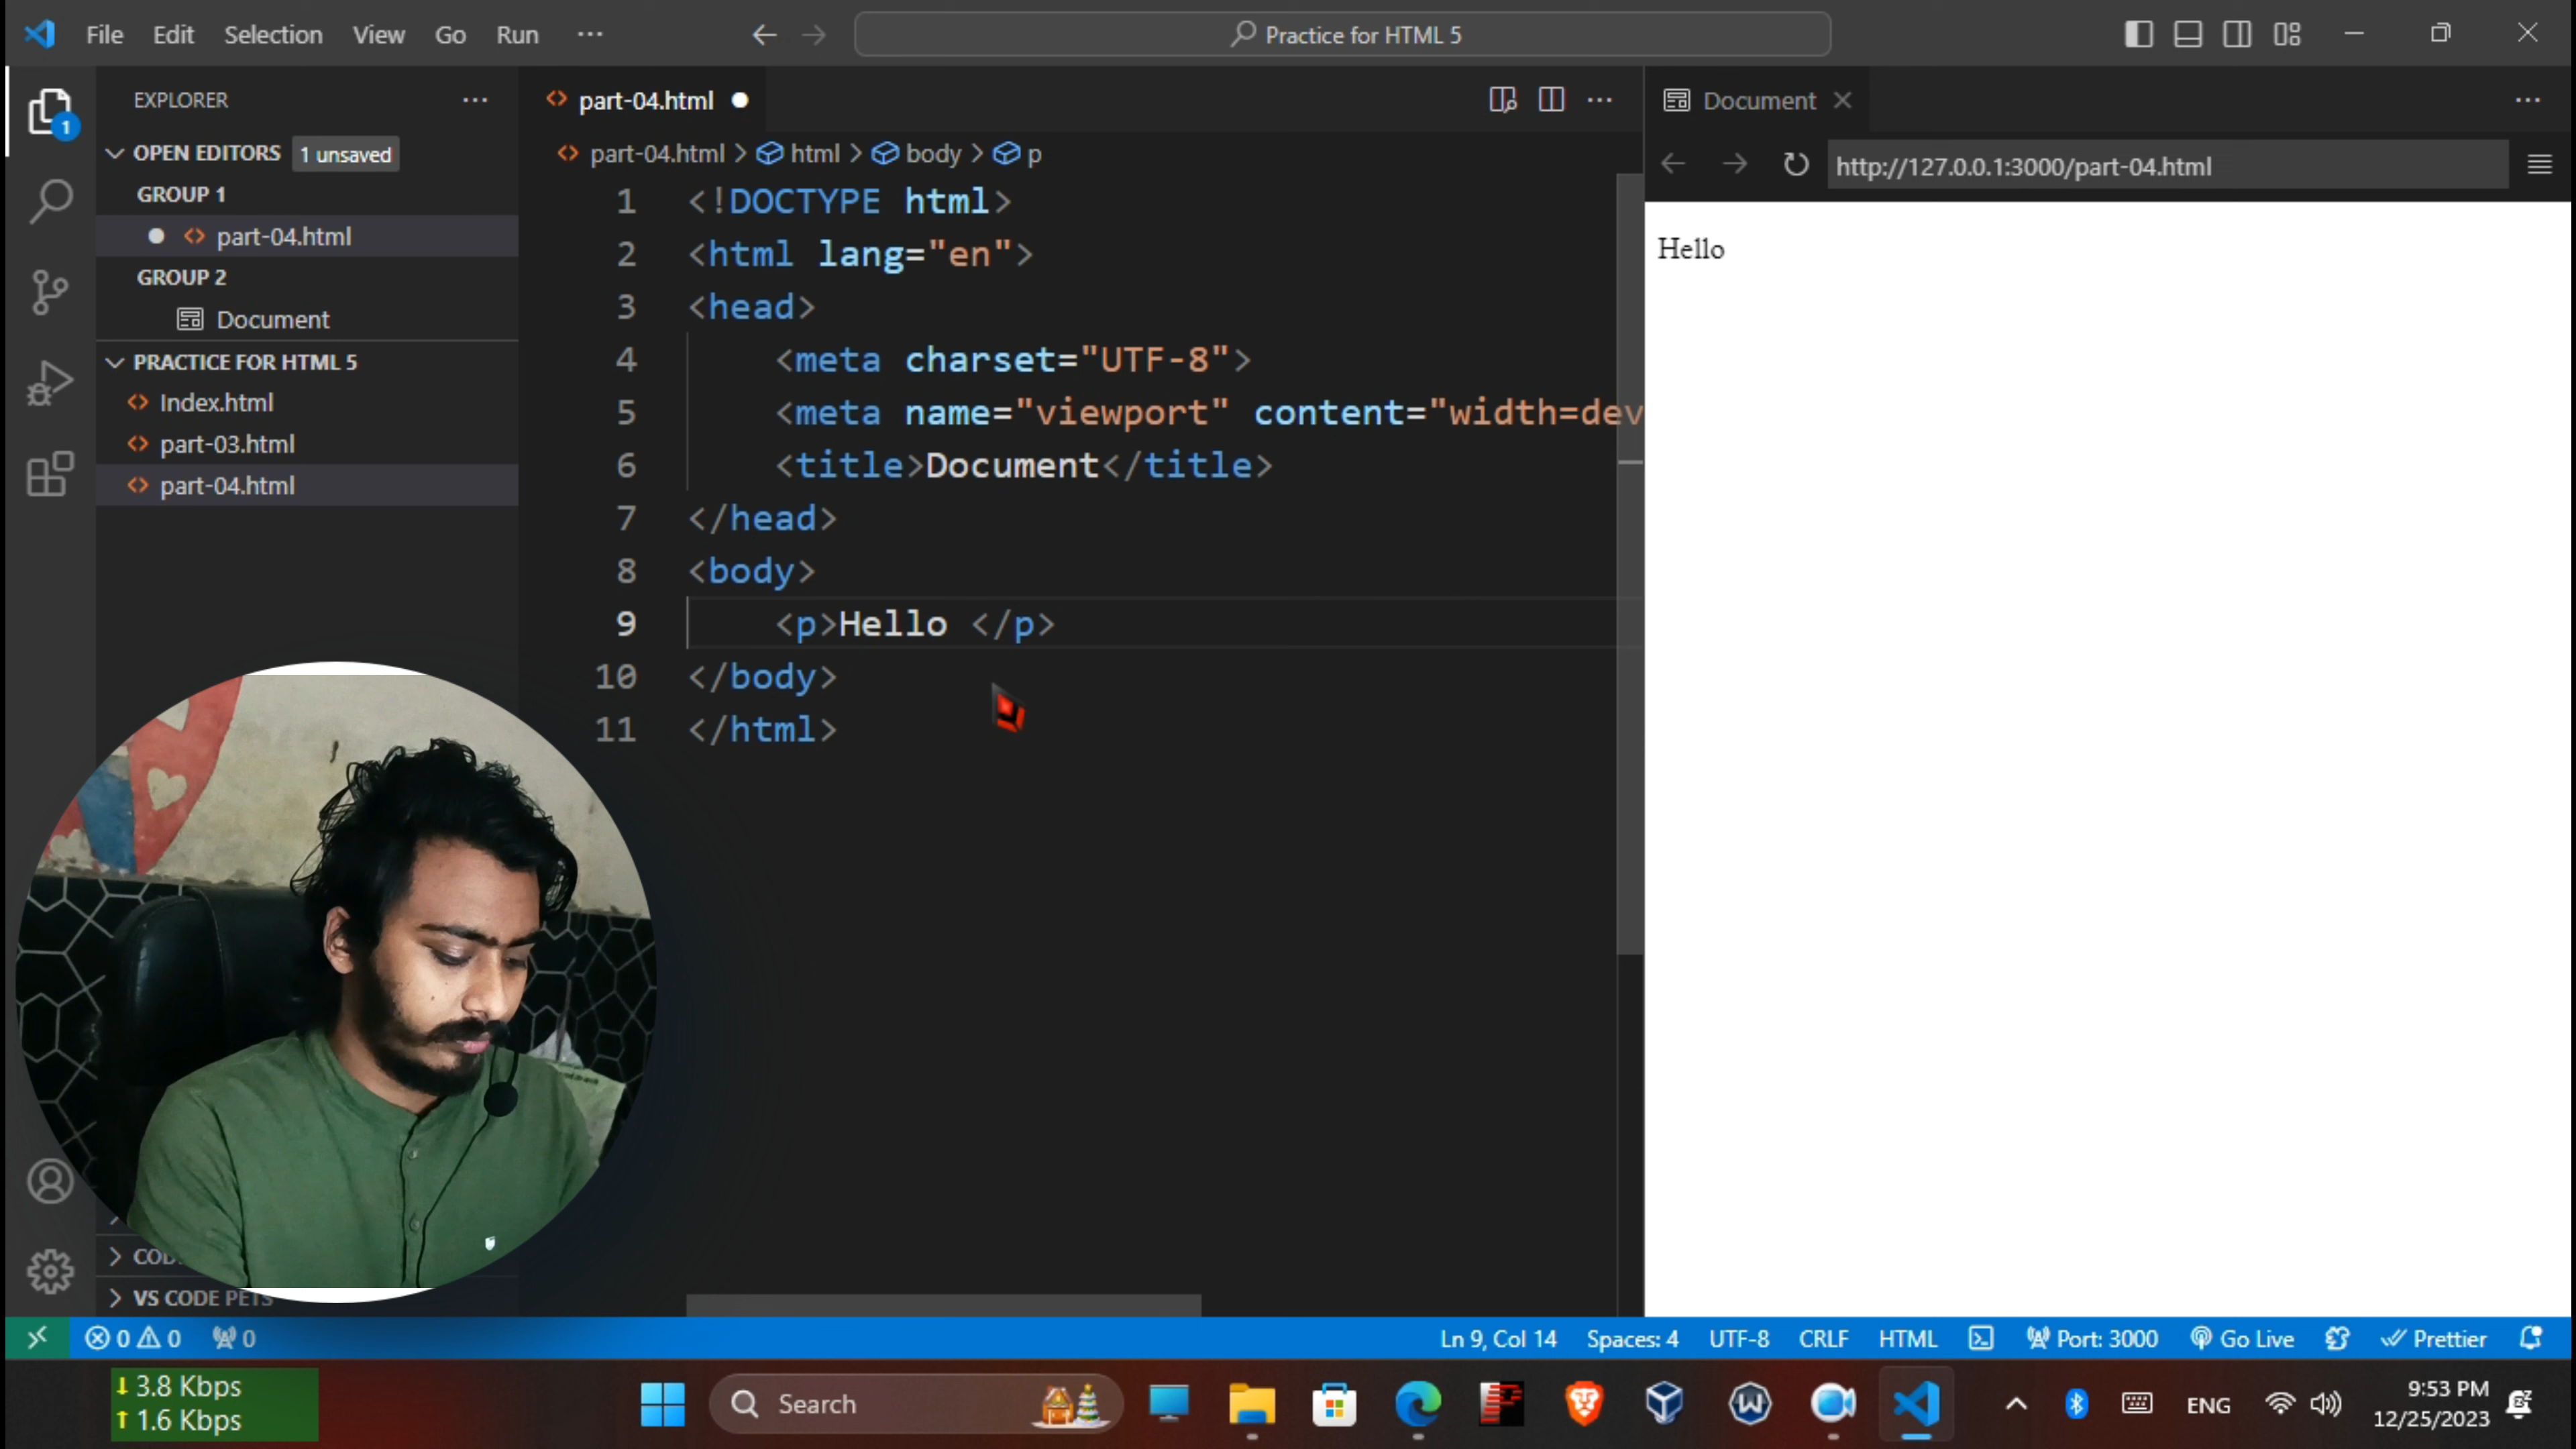 File Edit Selection View Go Run ··· Practice for HTML 5
EXPLORER ···
1
OPEN EDITORS 1 unsaved
GROUP 1
part-04.html
GROUP 2
Document
PRACTICE FOR HTML 5
Index.html
part-03.html
part-04.html
VS CODE PETS
part-04.html
part-04.html > html > body > p
1 <!DOCTYPE html>
2 <html lang="en">
3 <head>
4 <meta charset="UTF-8">
5 <meta name="viewport" content="width=dev
6 <title>Document</title>
7 </head>
8 <body>
9 <p>Hello </p>
10 </body>
11 </html>
Document
http://127.0.0.1:3000/part-04.html
Hello
0 0 0 Ln 9, Col 14 Spaces: 4 UTF-8 CRLF HTML Port: 3000 Go Live Prettier
3.8 Kbps
1.6 Kbps
Search
ENG
9:53 PM
12/25/2023